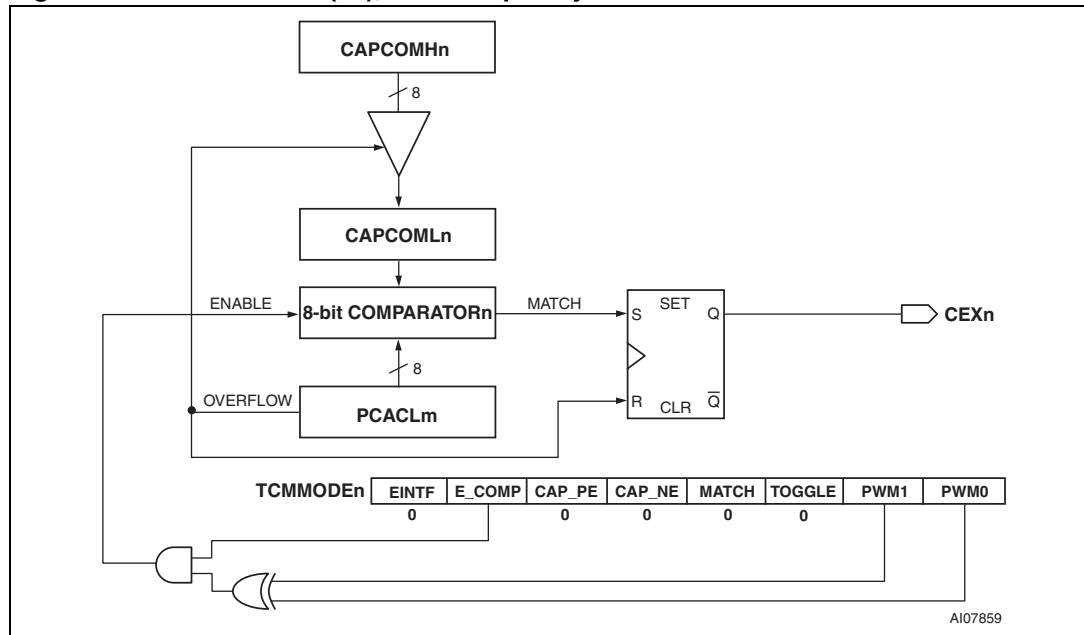 CAPCOMHn
8
CAPCOMLn
ENABLE
8-bit COMPARATORn
MATCH
S SET Q
CEXn
8
OVERFLOW
PCACLm
R CLR Q̅
TCMMODEn EINTF E_COMP CAP_PE CAP_NE MATCH TOGGLE PWM1 PWM0
0 0 0 0 0
AI07859